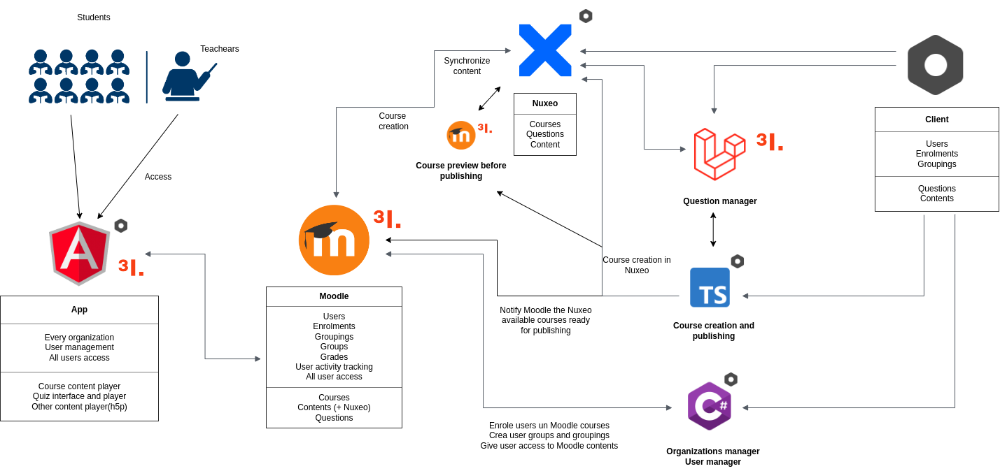 Students
Teachears
Access
³I.
App
Every organization
User management
All users access
Course content player
Quiz interface and player
Other content player(h5p)
Course
creation
Synchronize
content
m
³I.
Course preview before
publishing
m
³I.
Moodle
Users
Enrolments
Groupings
Groups
Grades
User activity tracking
All user access
Courses
Contents (+ Nuxeo)
Questions
Nuxeo
Courses
Questions
Content
³I.
Question manager
Client
Users
Enrolments
Groupings
Questions
Contents
Course creation in
Nuxeo
TS
Course creation and
publishing
Notify Moodle the Nuxeo
available courses ready
for publishing
C#
Organizations manager
User manager
Enrole users un Moodle courses
Crea user groups and groupings
Give user access to Moodle contents